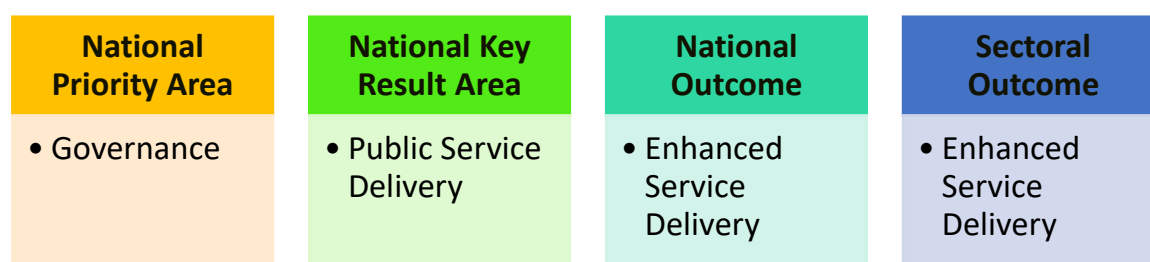 National
Priority Area
• Governance
National Key
Result Area
• Public Service
Delivery
National
Outcome
• Enhanced
Service
Delivery
Sectoral
Outcome
• Enhanced
Service
Delivery